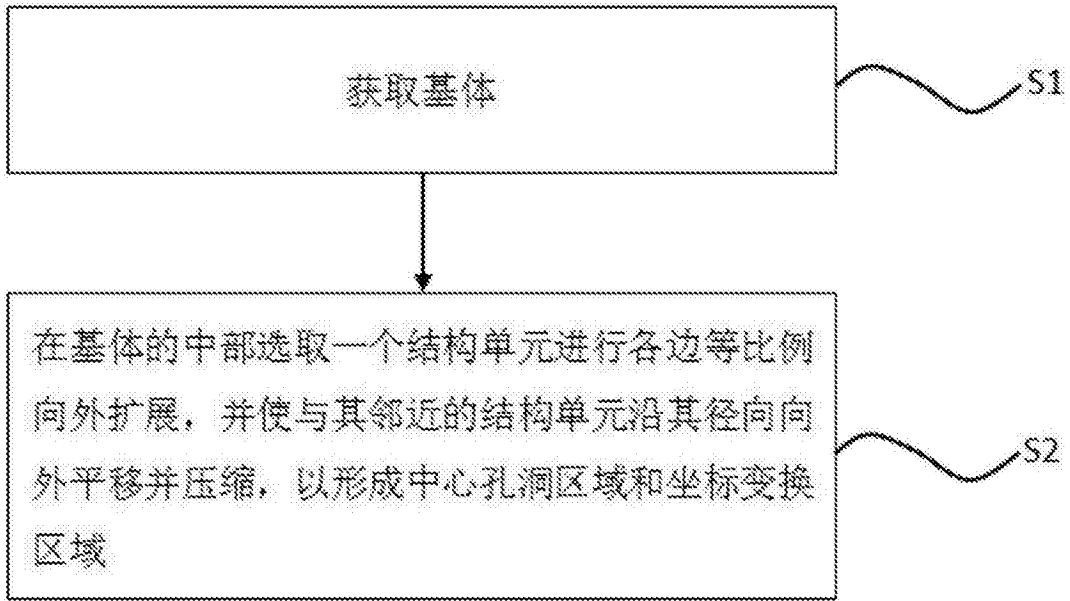 获取基体
S1
在基体的中部选取一个结构单元进行各边等比例
向外扩展，并使与其邻近的结构单元沿其径向向
外平移并压缩，以形成中心孔洞区域和坐标变换
区域
S2